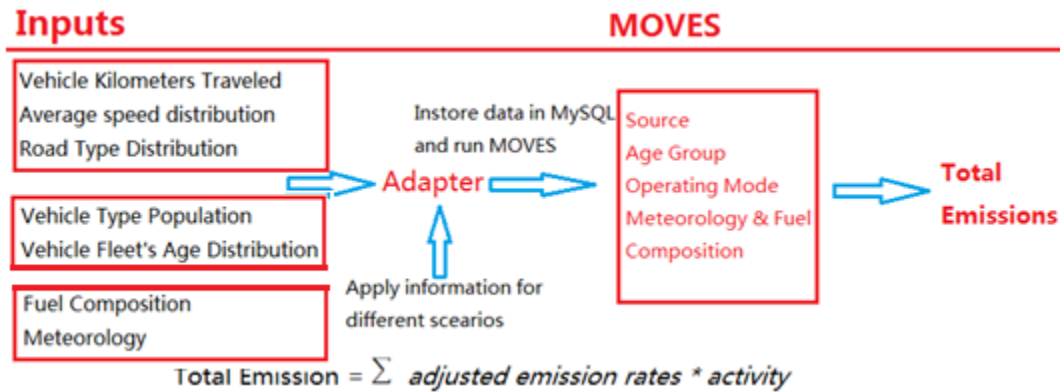 Inputs
MOVES
Vehicle Kilometers Traveled
Average speed distribution
Road Type Distribution
Vehicle Type Population
Vehicle Fleet's Age Distribution
Fuel Composition
Meteorology
Instore data in MySQL
and run MOVES
Adapter
Apply information for
different scearios
Source
Age Group
Operating Mode
Meteorology & Fuel
Composition
Total
Emissions
Total Emission = ∑ adjusted emission rates * activity